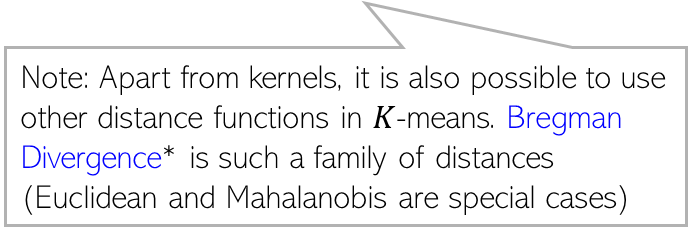 Note: Apart from kernels, it is also possible to use
other distance functions in K-means. Bregman
Divergence* is such a family of distances
(Euclidean and Mahalanobis are special cases)